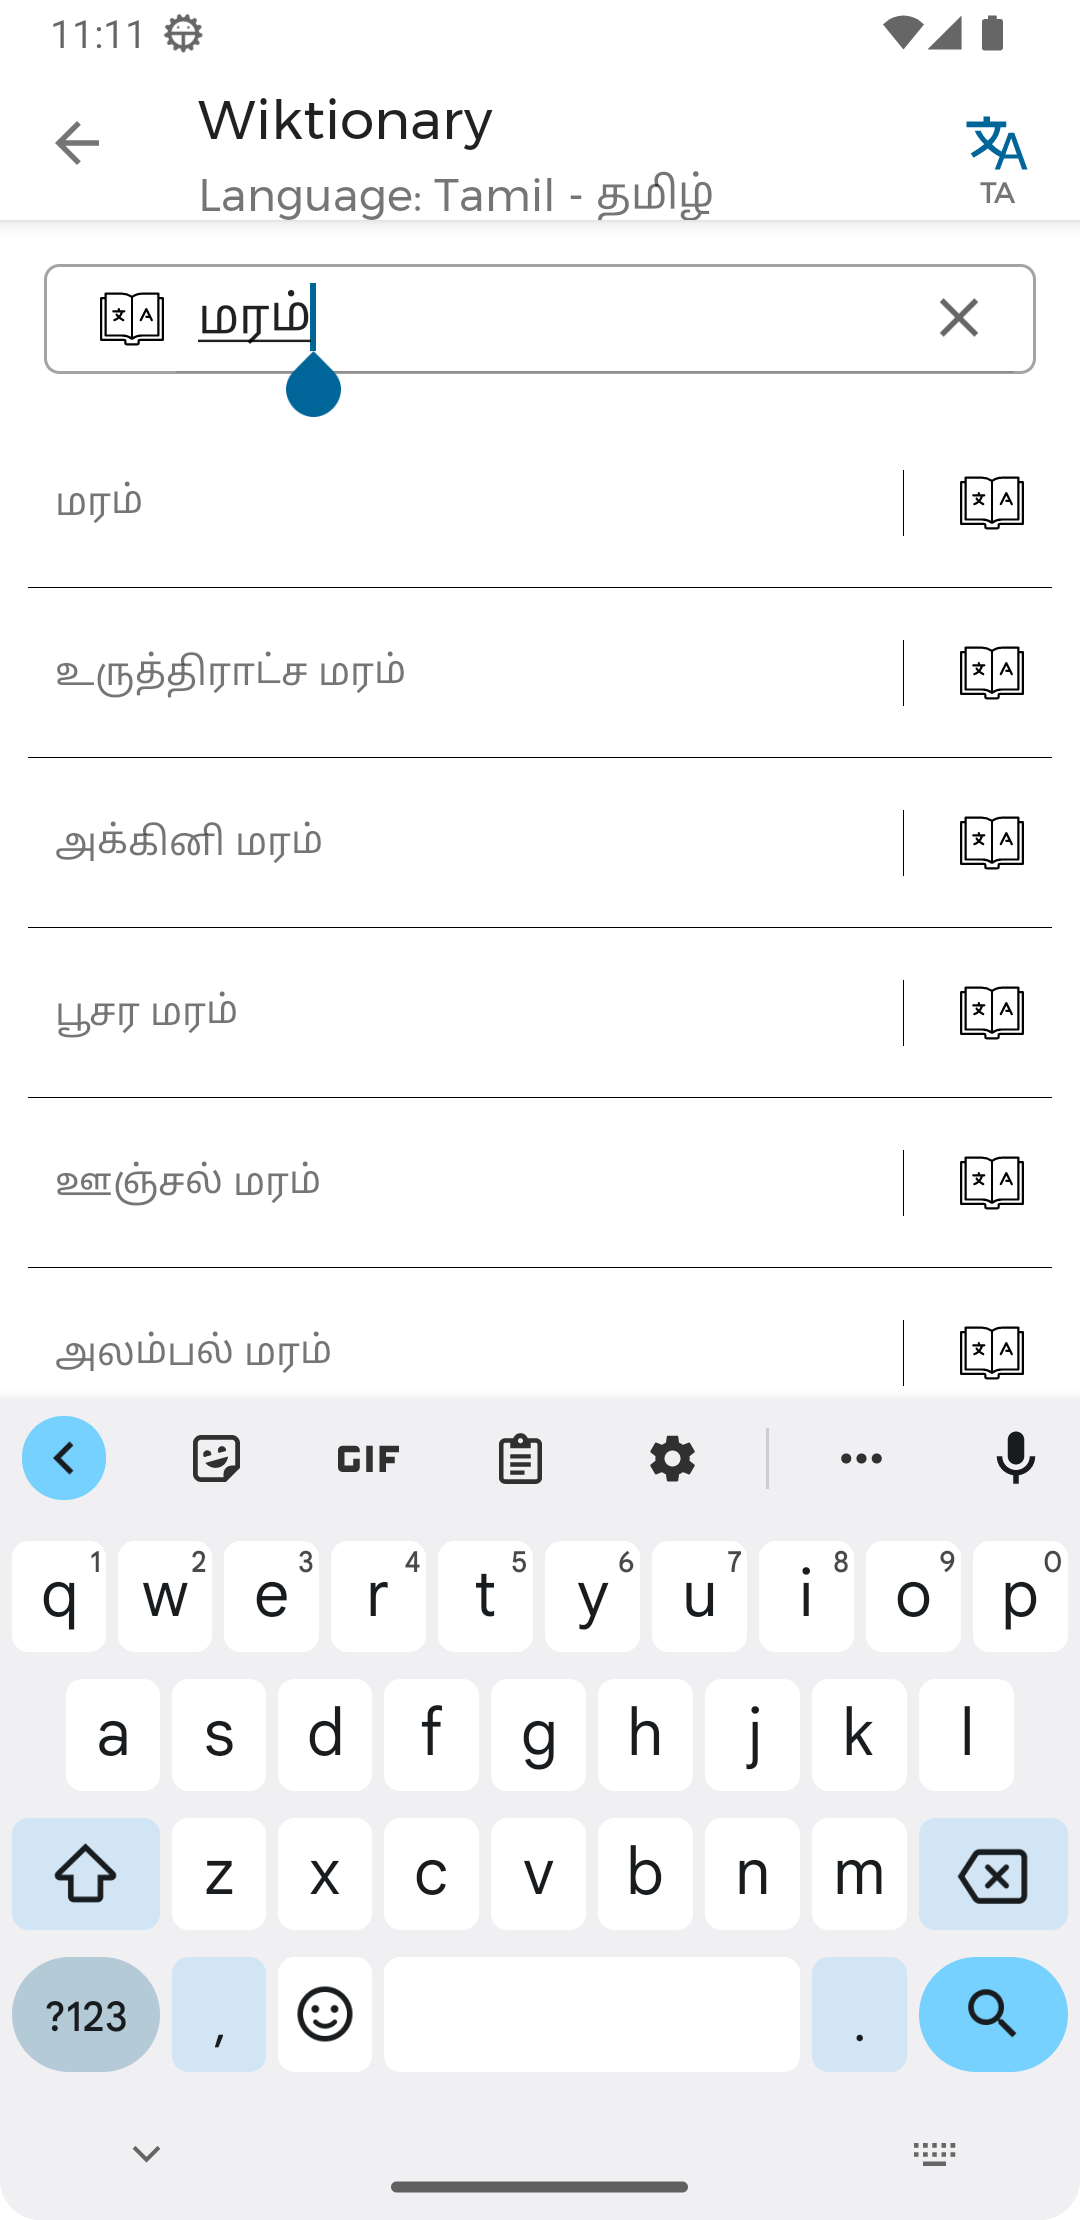 11:11
Wiktionary
Language: Tamil - தமிழ்
TA
மரம்
மரம்
உருத்திராட்ச மரம்
அக்கினி மரம்
பூசர மரம்
ஊஞ்சல் மரம்
அலம்பல் மரம்
GIF
q 1 w 2 e 3 r 4 t 5 y 6 u 7 i 8 o 9 p 0
a s d f g h j k l
z x c v b n m
?123 , .